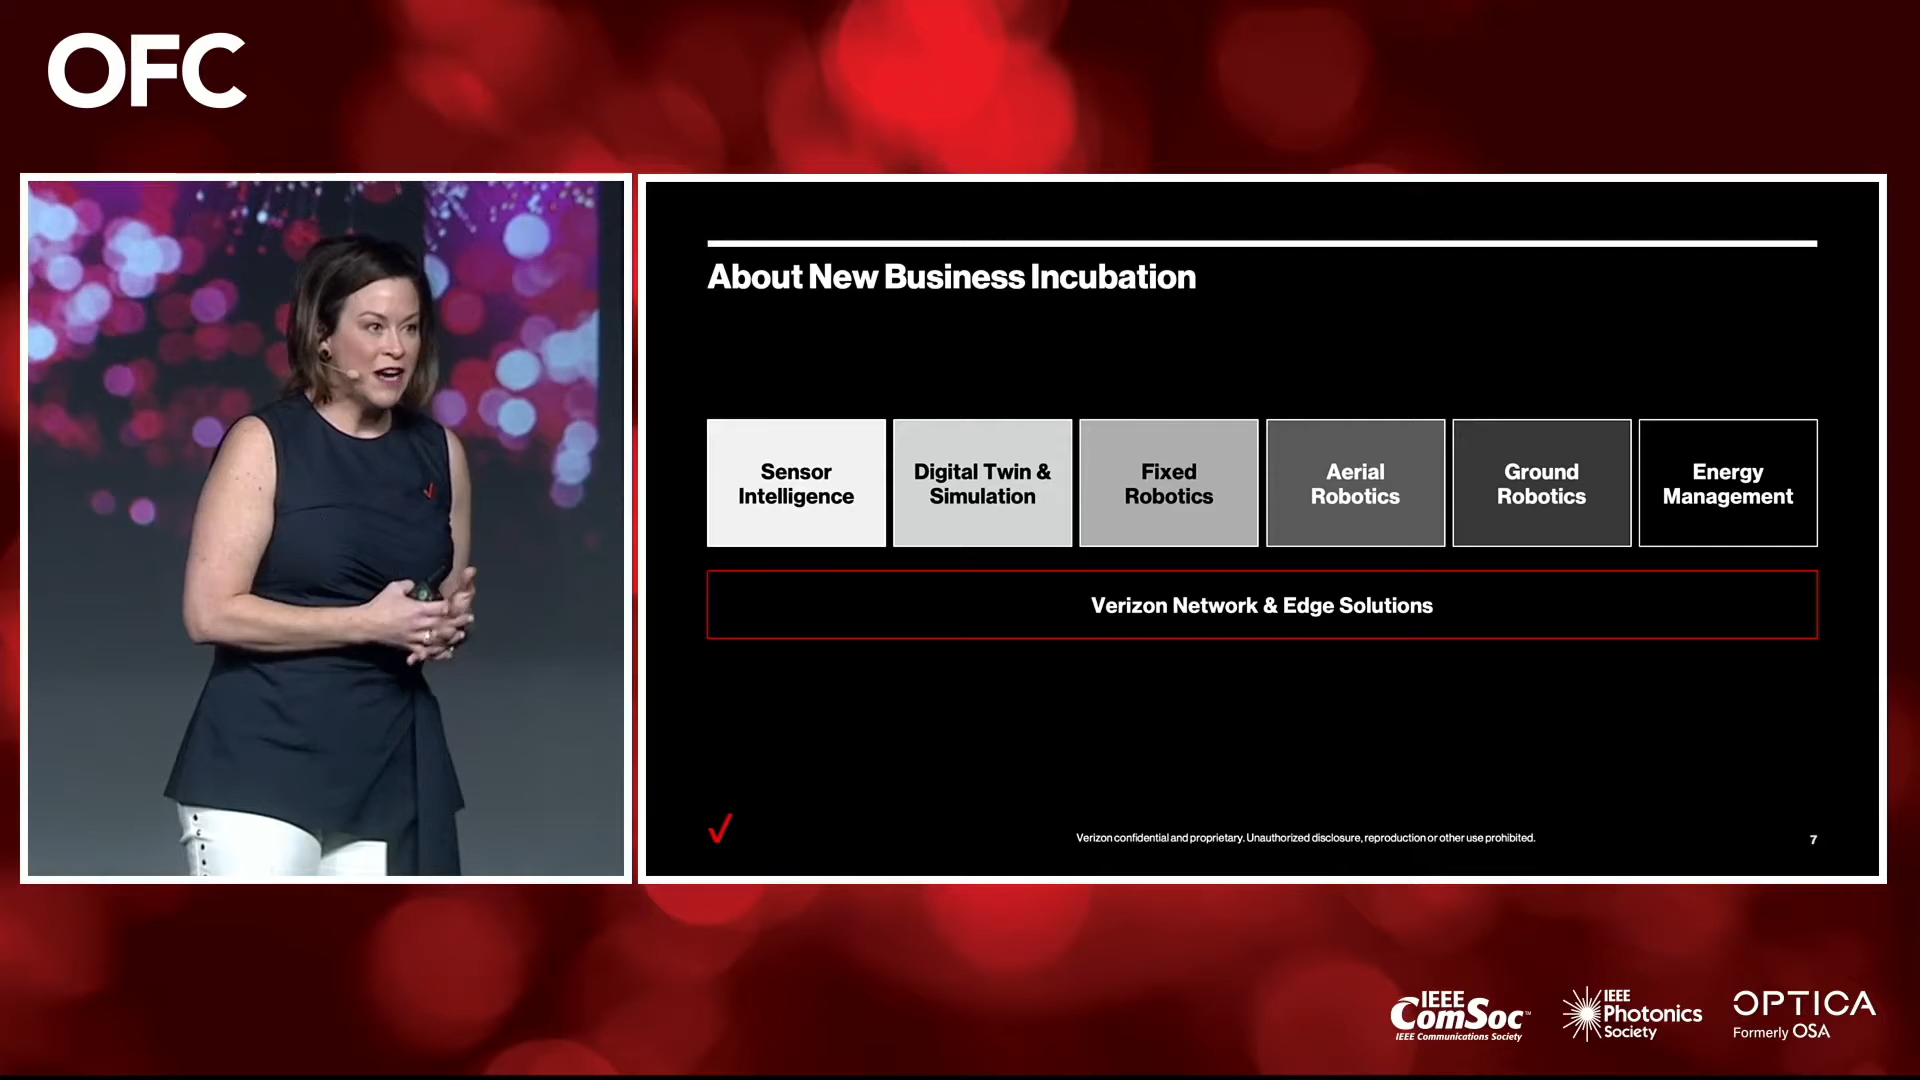 OFC
About New Business Incubation
Sensor
Intelligence
Digital Twin &
Simulation
Fixed
Robotics
Aerial
Robotics
Ground
Robotics
Energy
Management
Verizon Network & Edge Solutions
Verizon confidential and proprietary. Unauthorized disclosure, reproduction or other use prohibited.
7
IEEE
ComSoc™
IEEE Communications Society
IEEE
Photonics
Society
OPTICA
Formerly OSA